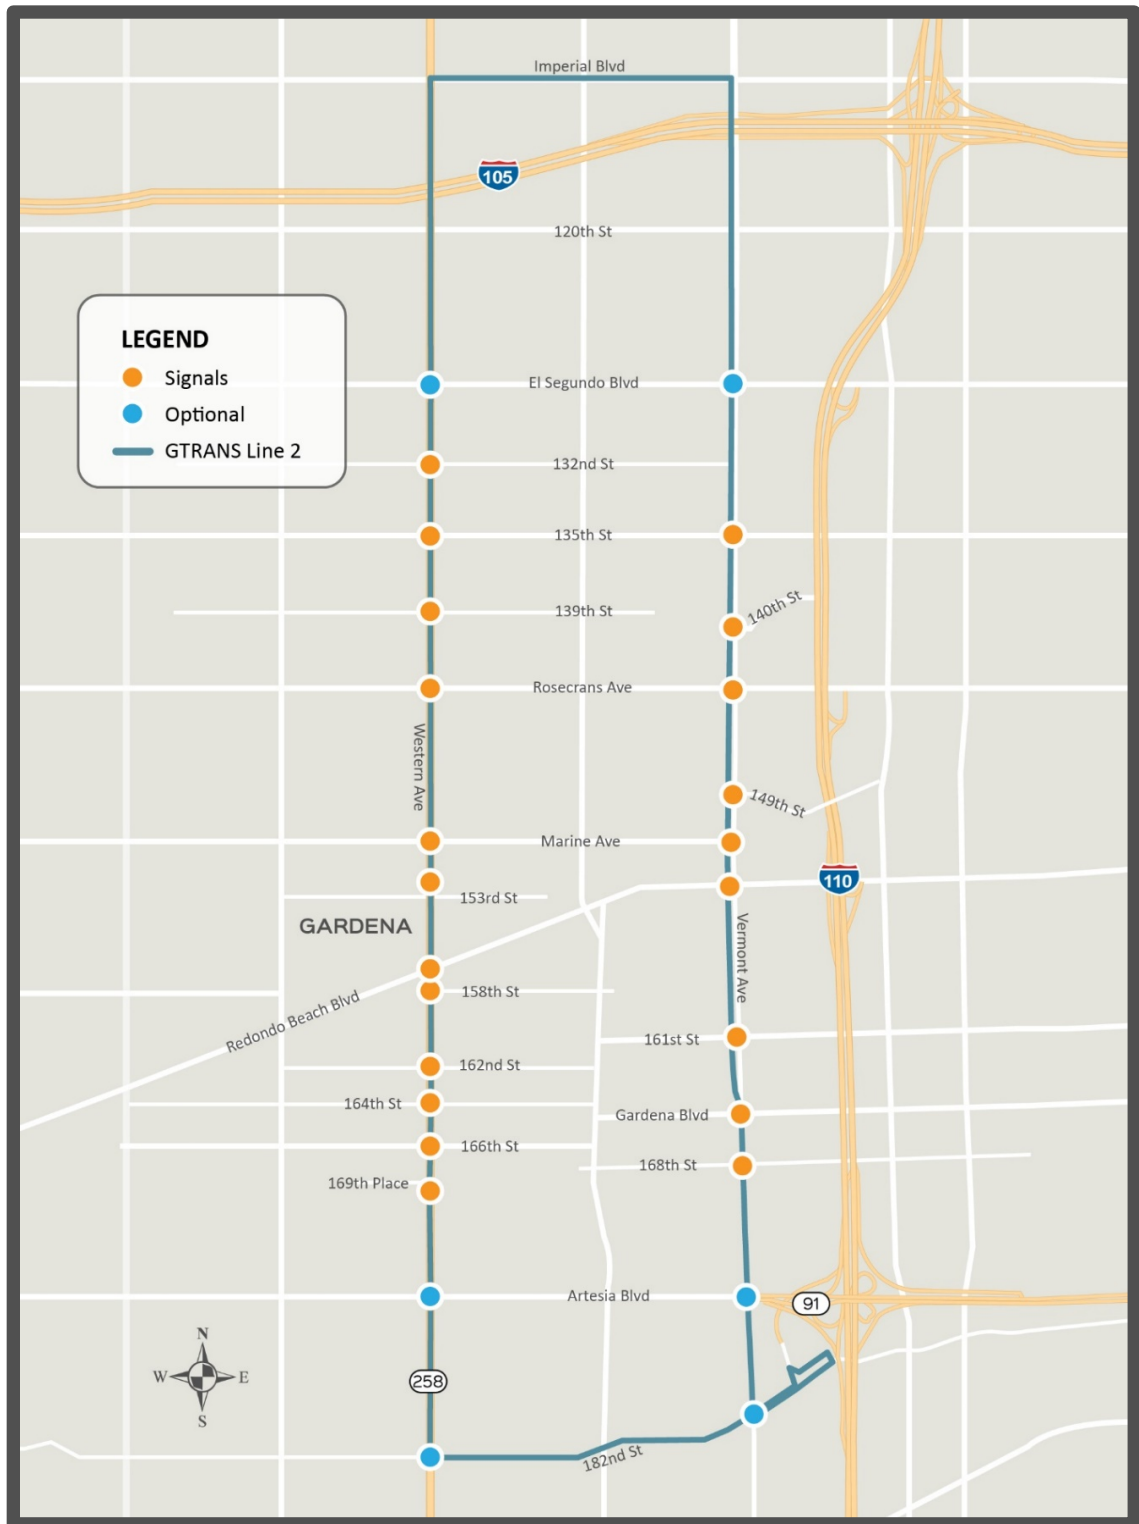 Imperial Blvd
105
120th St
LEGEND
Signals
Optional
GTRANS Line 2
El Segundo Blvd
132nd St
135th St
139th St
140th St
Rosecrans Ave
Western Ave
149th St
Marine Ave
110
153rd St
GARDENA
Vermont Ave
158th St
Redondo Beach Blvd
161st St
162nd St
164th St
Gardena Blvd
166th St
168th St
169th Place
Artesia Blvd
91
N
W
E
S
258
182nd St